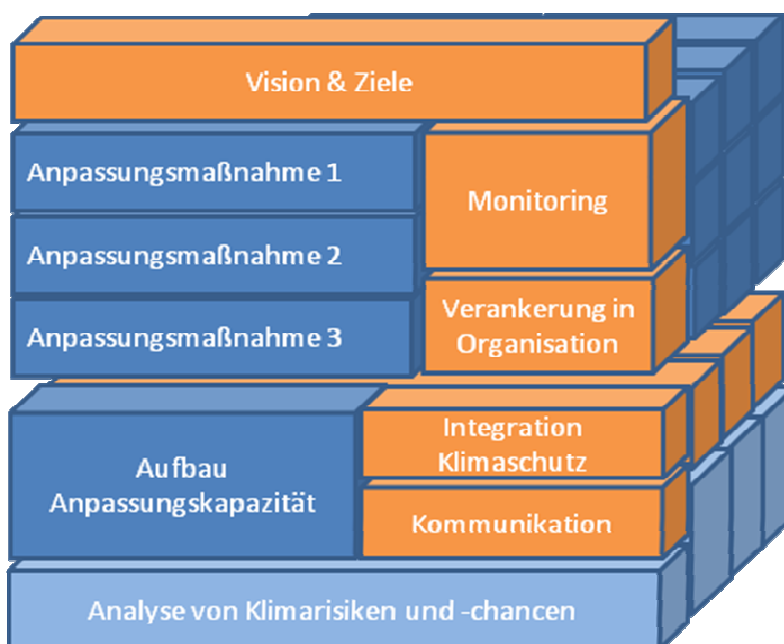 Vision & Ziele
Anpassungsmaßnahme 1
Anpassungsmaßnahme 2
Anpassungsmaßnahme 3
Monitoring
Verankerung in
Organisation
Aufbau
Anpassungskapazität
Integration
Klimaschutz
Kommunikation
Analyse von Klimarisiken und -chancen